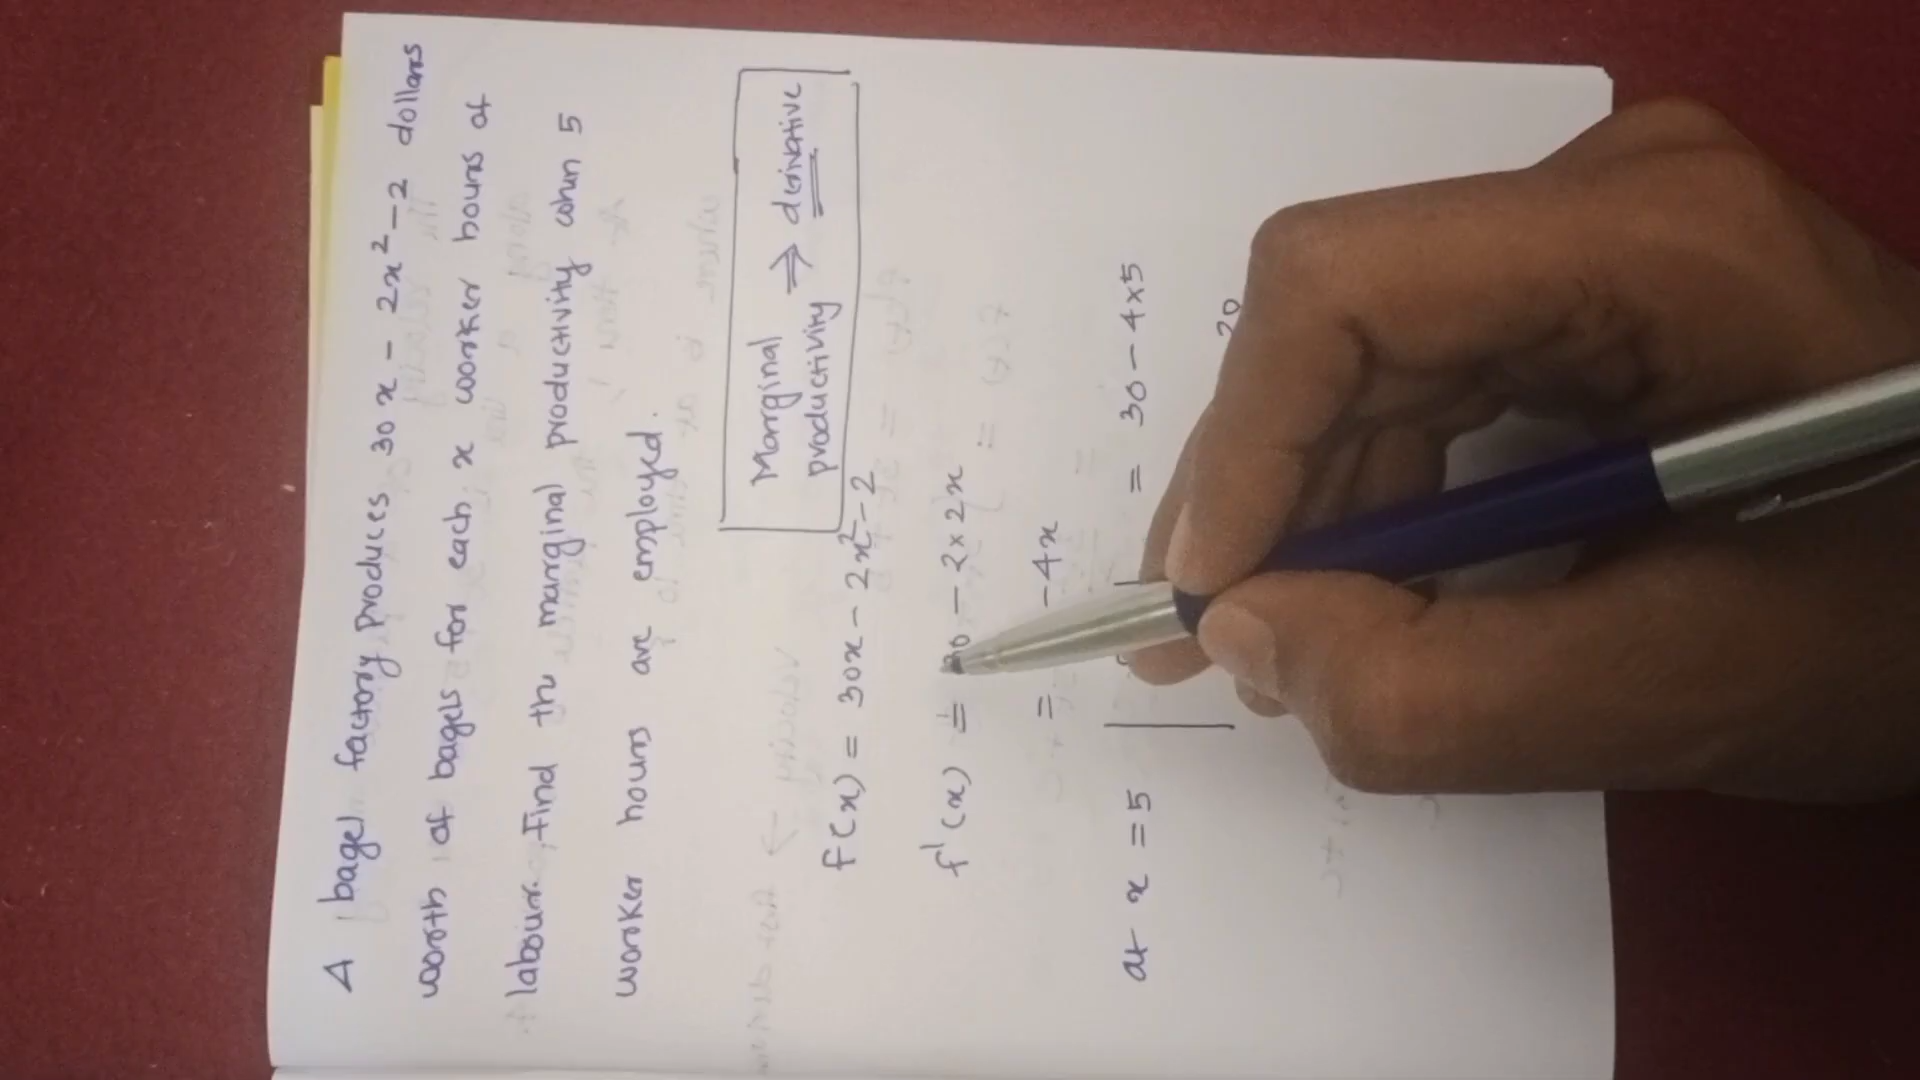 A bagel factory produces 30x - 2x² - 2 dollars
worth of bagels for each x worker hours of
labour. Find the marginal productivity when 5
worker hours are employed.
Marginal productivity ⇒ derivative
f(x) = 30x - 2x² - 2
f'(x) = 30 - 2×2x
= - 4x
at x = 5
= 30 - 4×5
20